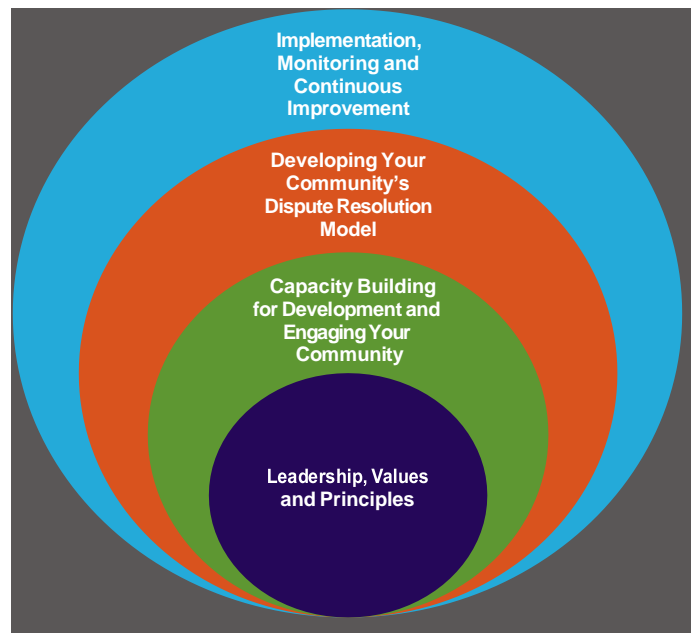 Implementation,
Monitoring and
Continuous
Improvement
Developing Your
Community’s
Dispute Resolution
Model
Capacity Building
for Development and
Engaging Your
Community
Leadership, Values
and Principles